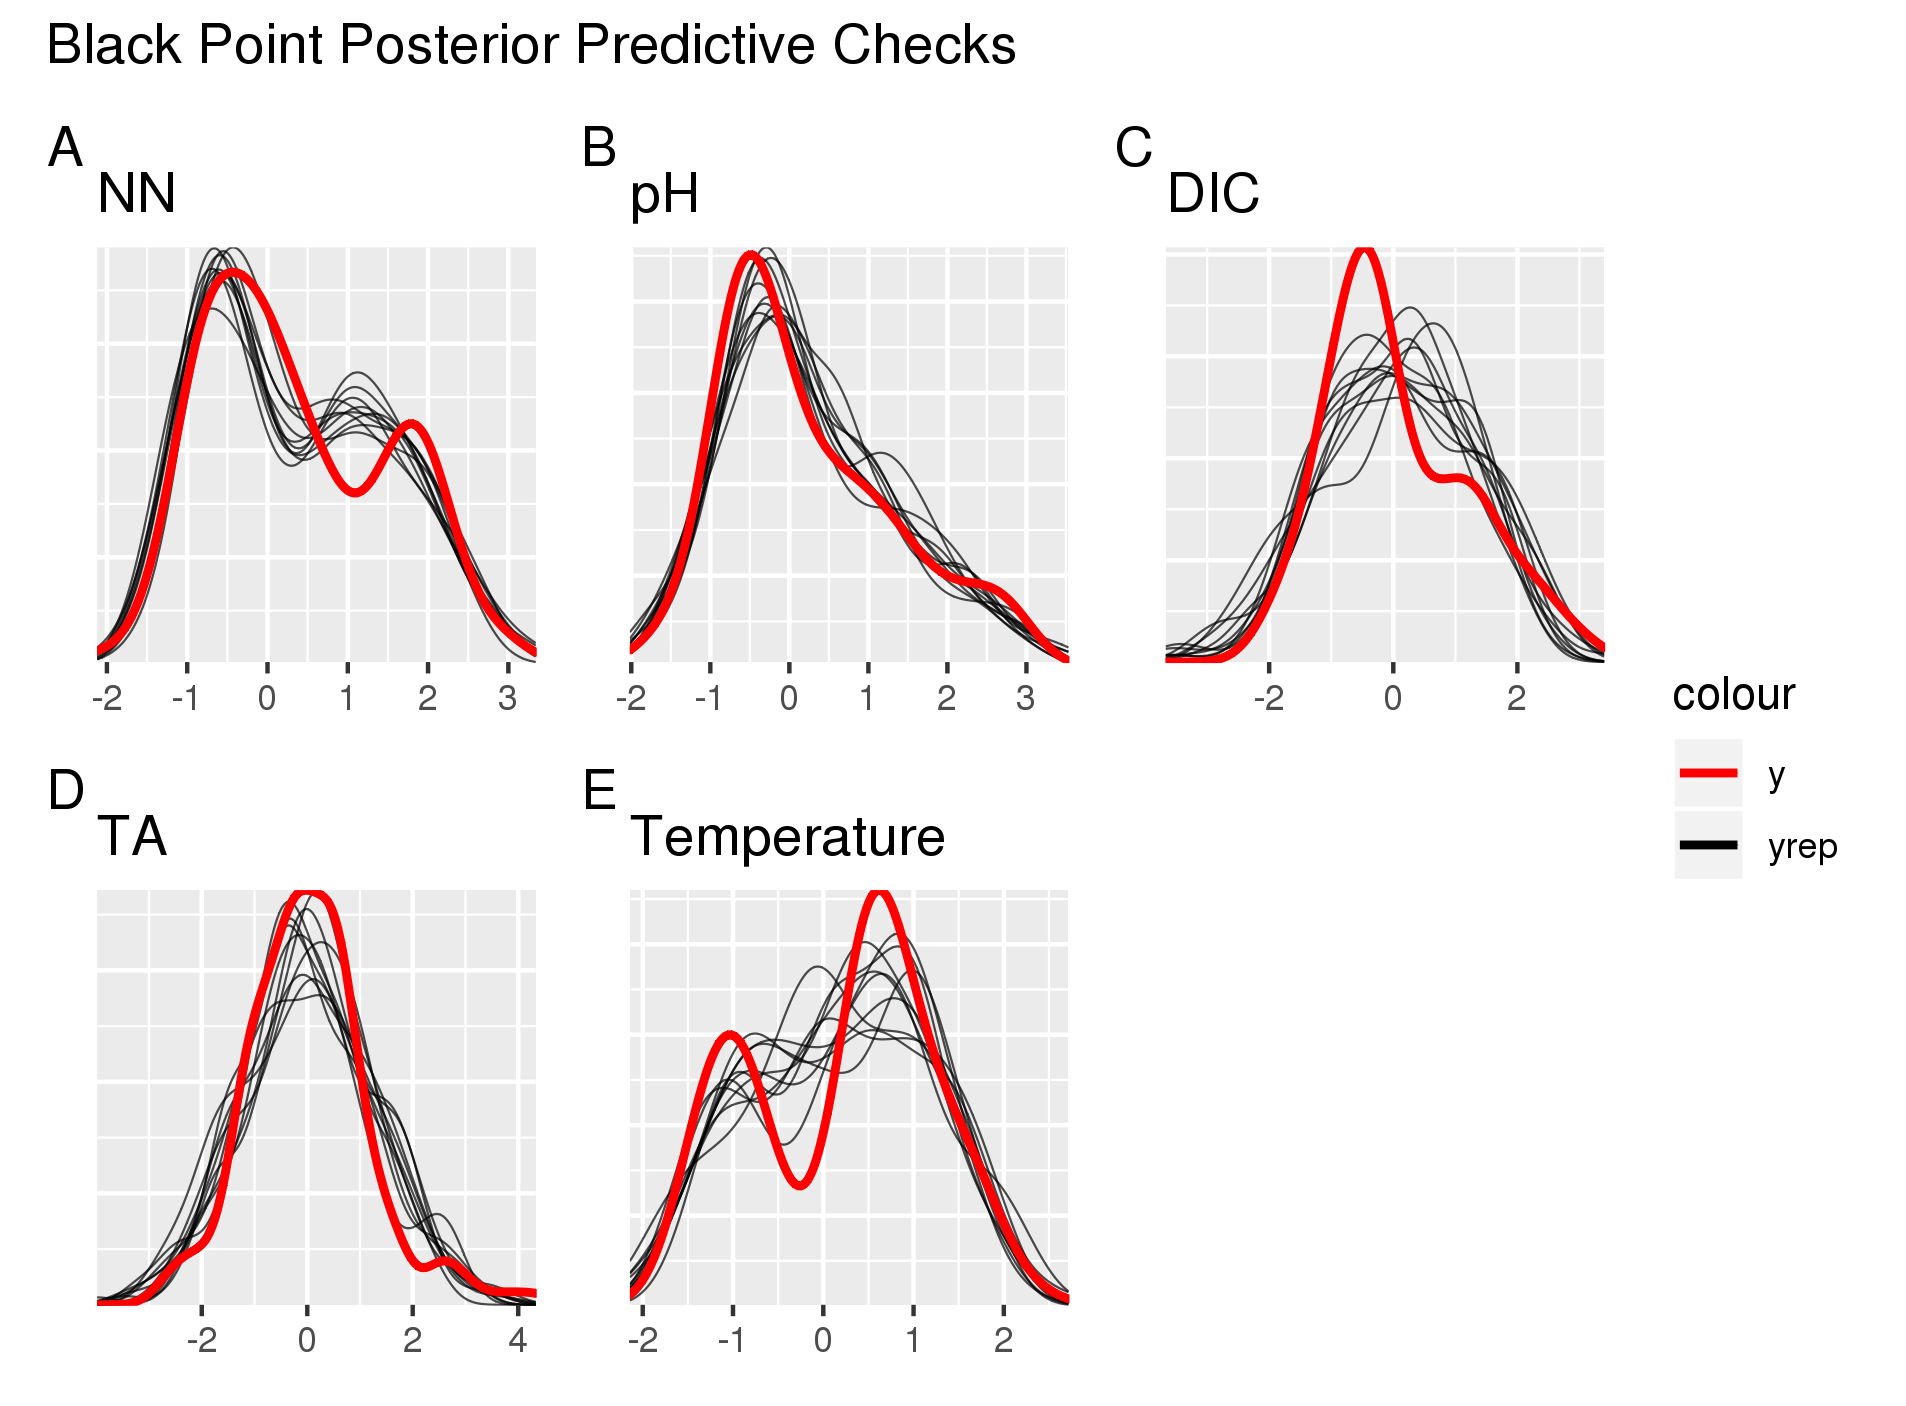 Black Point Posterior Predictive Checks
A
NN
-2 -1 0 1 2 3
B
pH
-2 -1 0 1 2 3
C
DIC
-2 0 2
D
TA
-2 0 2 4
E
Temperature
-2 -1 0 1 2
colour
y
yrep